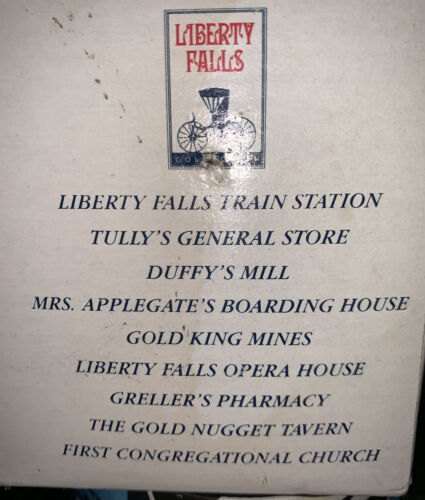 LIBERTY
FALLS
LIBERTY FALLS TRAIN STATION
TULLY'S GENERAL STORE
DUFFY'S MILL
MRS. APPLEGATE'S BOARDING HOUSE
GOLD KING MINES
LIBERTY FALLS OPERA HOUSE
GRELLER'S PHARMACY
THE GOLD NUGGET TAVERN
FIRST CONGREGATIONAL CHURCH